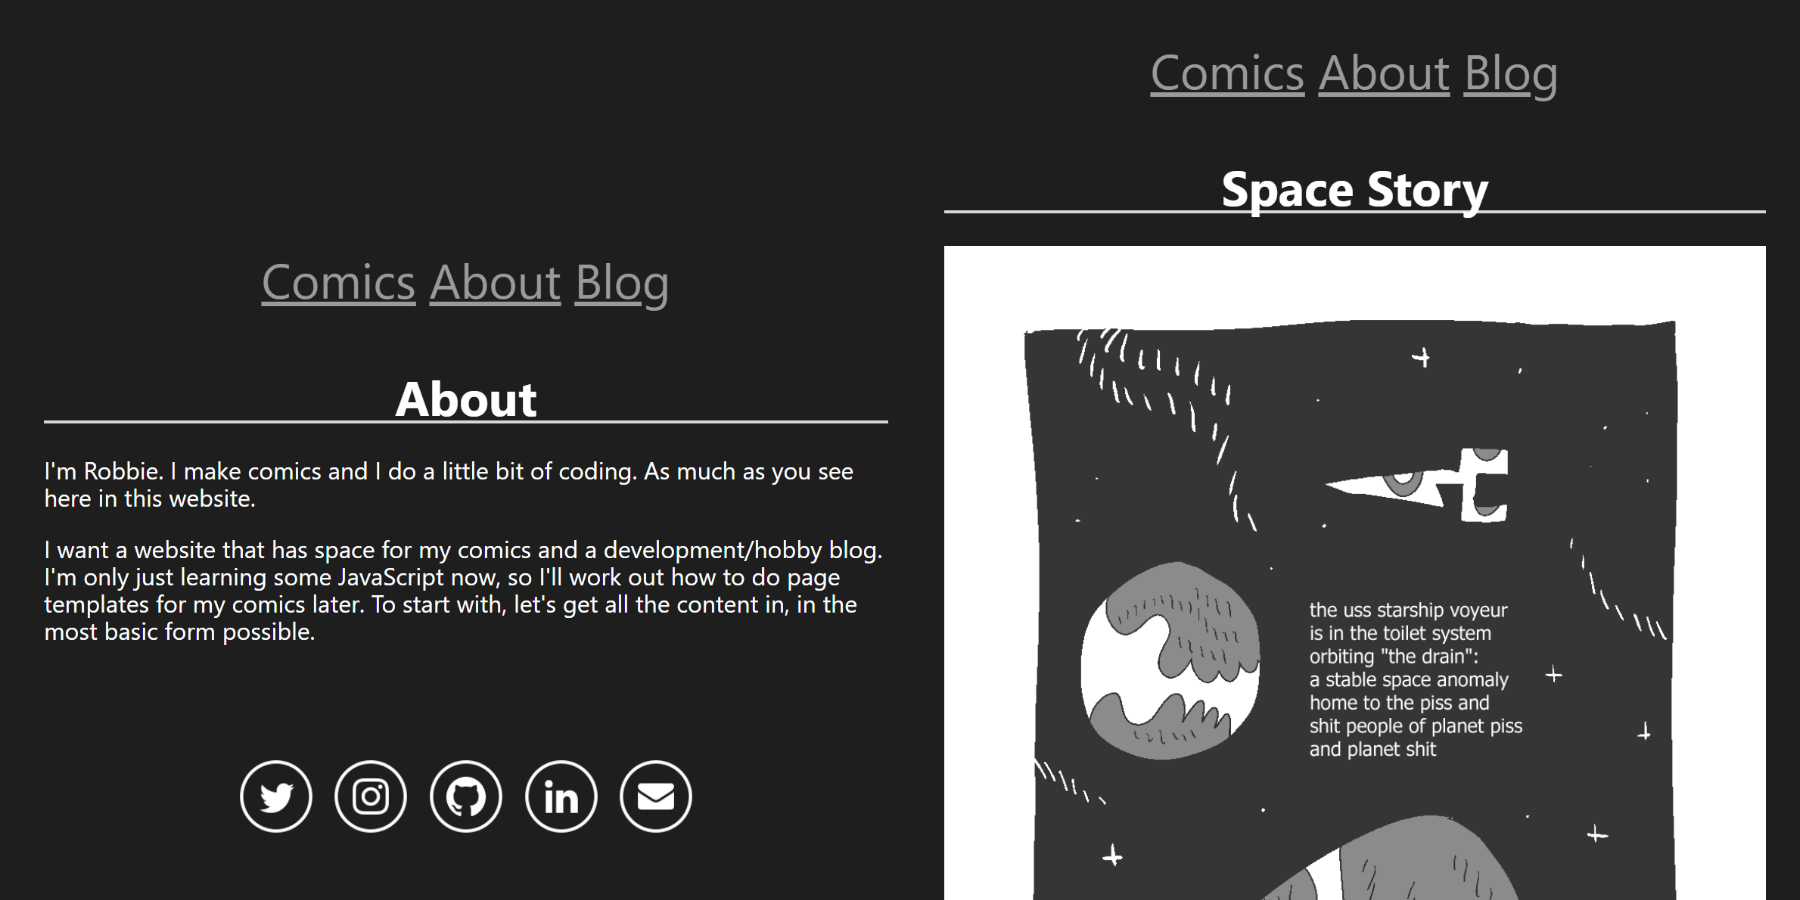 Comics About Blog
About
I'm Robbie. I make comics and I do a little bit of coding. As much as you see
here in this website.
I want a website that has space for my comics and a development/hobby blog.
I'm only just learning some JavaScript now, so I'll work out how to do page
templates for my comics later. To start with, let's get all the content in, in the
most basic form possible.
in
Comics About Blog
Space Story
the uss starship voyeur
is in the toilet system
orbiting "the drain":
a stable space anomaly
home to the piss and
shit people of planet piss
and planet shit